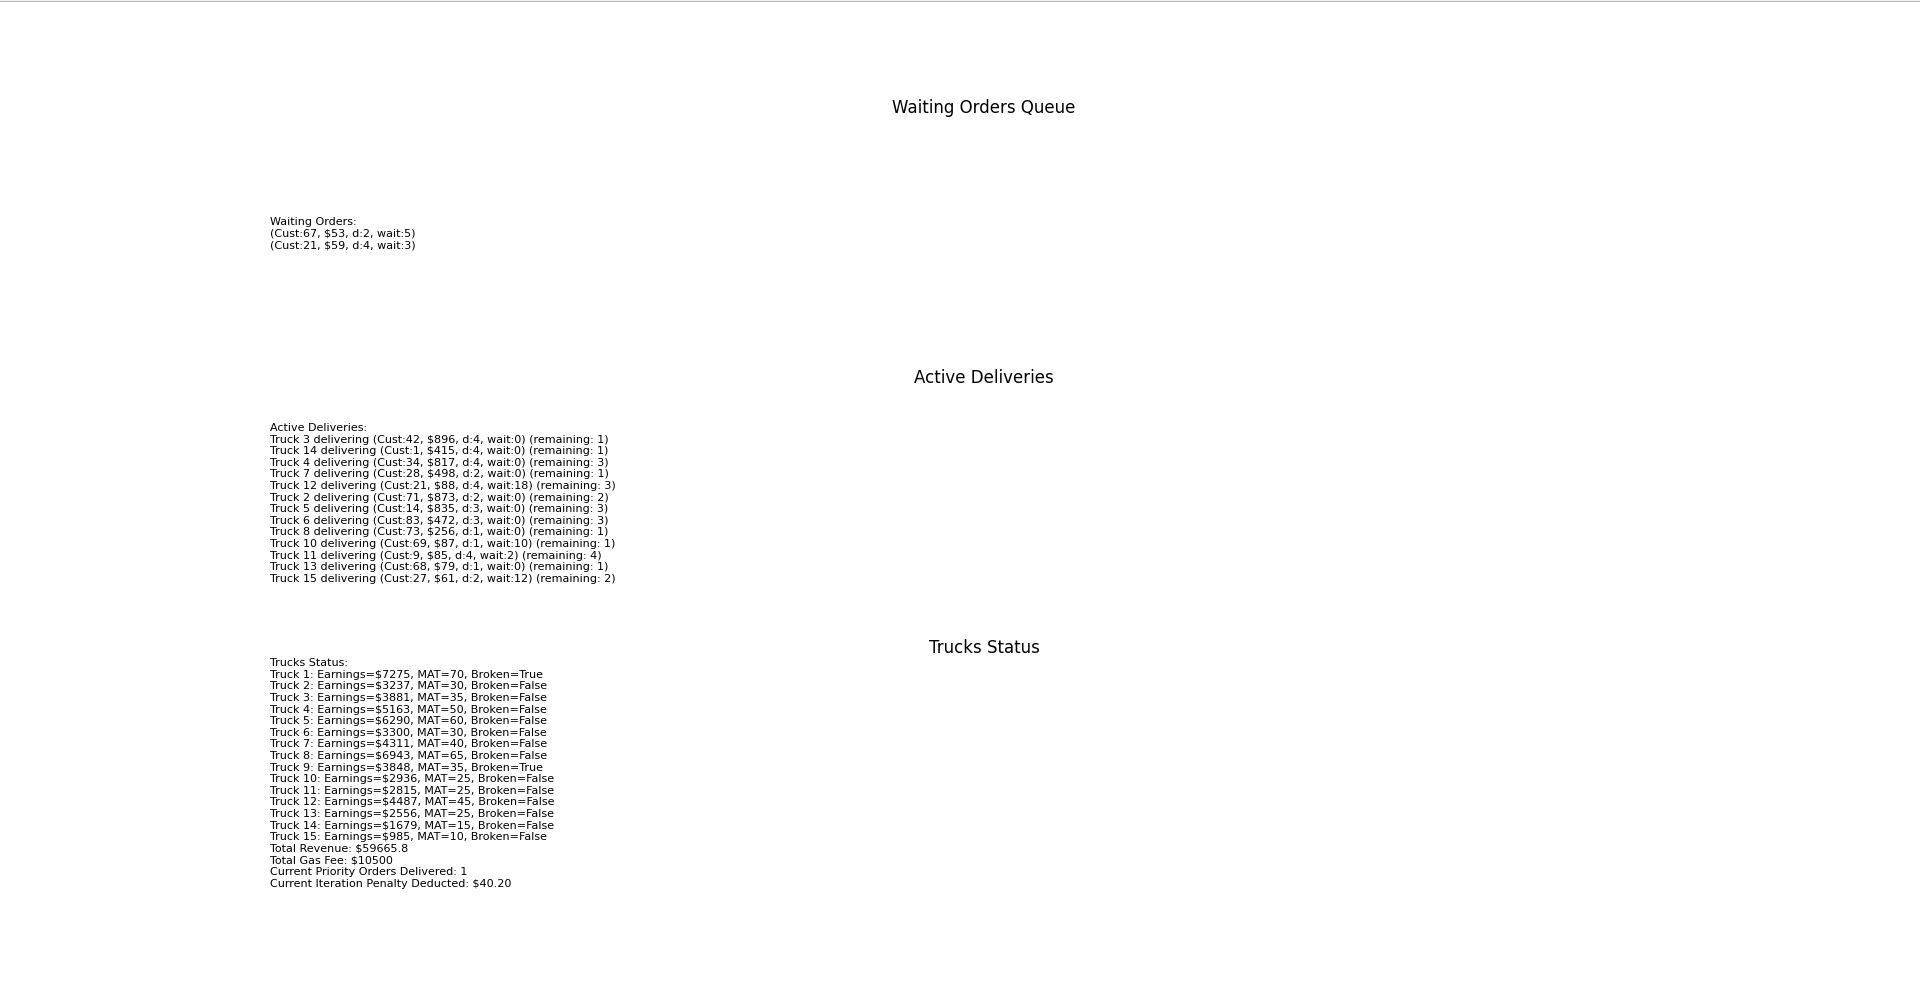 Waiting Orders Queue
Waiting Orders:
(Cust:67, $53, d:2, wait:5)
(Cust:21, $59, d:4, wait:3)
Active Deliveries
Active Deliveries:
Truck 3 delivering (Cust:42, $896, d:4, wait:0) (remaining: 1)
Truck 14 delivering (Cust:1, $415, d:4, wait:0) (remaining: 1)
Truck 4 delivering (Cust:34, $817, d:4, wait:0) (remaining: 3)
Truck 7 delivering (Cust:28, $498, d:2, wait:0) (remaining: 1)
Truck 12 delivering (Cust:21, $88, d:4, wait:18) (remaining: 3)
Truck 2 delivering (Cust:71, $873, d:2, wait:0) (remaining: 2)
Truck 5 delivering (Cust:14, $835, d:3, wait:0) (remaining: 3)
Truck 6 delivering (Cust:83, $472, d:3, wait:0) (remaining: 3)
Truck 8 delivering (Cust:73, $256, d:1, wait:0) (remaining: 1)
Truck 10 delivering (Cust:69, $87, d:1, wait:10) (remaining: 1)
Truck 11 delivering (Cust:9, $85, d:4, wait:2) (remaining: 4)
Truck 13 delivering (Cust:68, $79, d:1, wait:0) (remaining: 1)
Truck 15 delivering (Cust:27, $61, d:2, wait:12) (remaining: 2)
Trucks Status
Trucks Status:
Truck 1: Earnings=$7275, MAT=70, Broken=True
Truck 2: Earnings=$3237, MAT=30, Broken=False
Truck 3: Earnings=$3881, MAT=35, Broken=False
Truck 4: Earnings=$5163, MAT=50, Broken=False
Truck 5: Earnings=$6290, MAT=60, Broken=False
Truck 6: Earnings=$3300, MAT=30, Broken=False
Truck 7: Earnings=$4311, MAT=40, Broken=False
Truck 8: Earnings=$6943, MAT=65, Broken=False
Truck 9: Earnings=$3848, MAT=35, Broken=True
Truck 10: Earnings=$2936, MAT=25, Broken=False
Truck 11: Earnings=$2815, MAT=25, Broken=False
Truck 12: Earnings=$4487, MAT=45, Broken=False
Truck 13: Earnings=$2556, MAT=25, Broken=False
Truck 14: Earnings=$1679, MAT=15, Broken=False
Truck 15: Earnings=$985, MAT=10, Broken=False
Total Revenue: $59665.8
Total Gas Fee: $10500
Current Priority Orders Delivered: 1
Current Iteration Penalty Deducted: $40.20